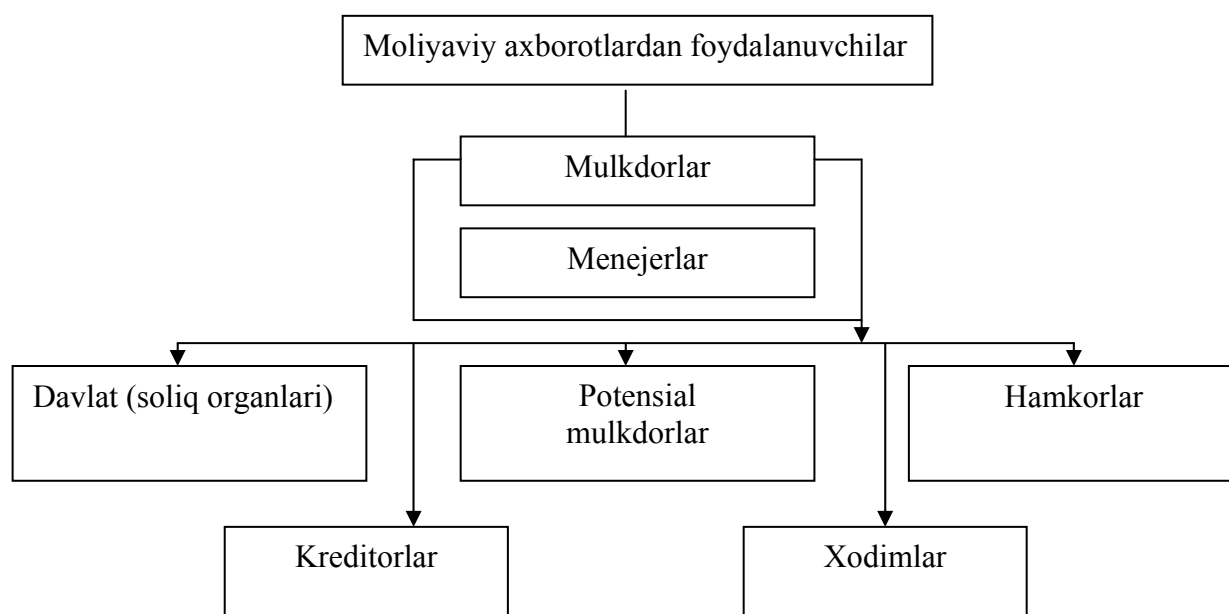 Moliyaviy axborotlardan foydalanuvchilar
Mulkdorlar
Menejerlar
Davlat (soliq organlari)
Potensial
mulkdorlar
Hamkorlar
Kreditorlar
Xodimlar